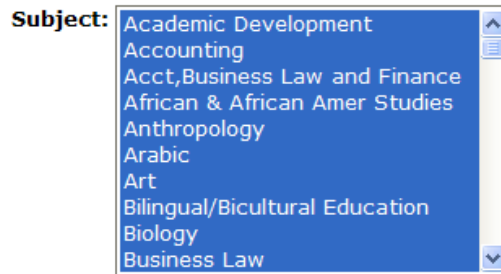 Subject:
Academic Development
Accounting
Acct,Business Law and Finance
African & African Amer Studies
Anthropology
Arabic
Art
Bilingual/Bicultural Education
Biology
Business Law